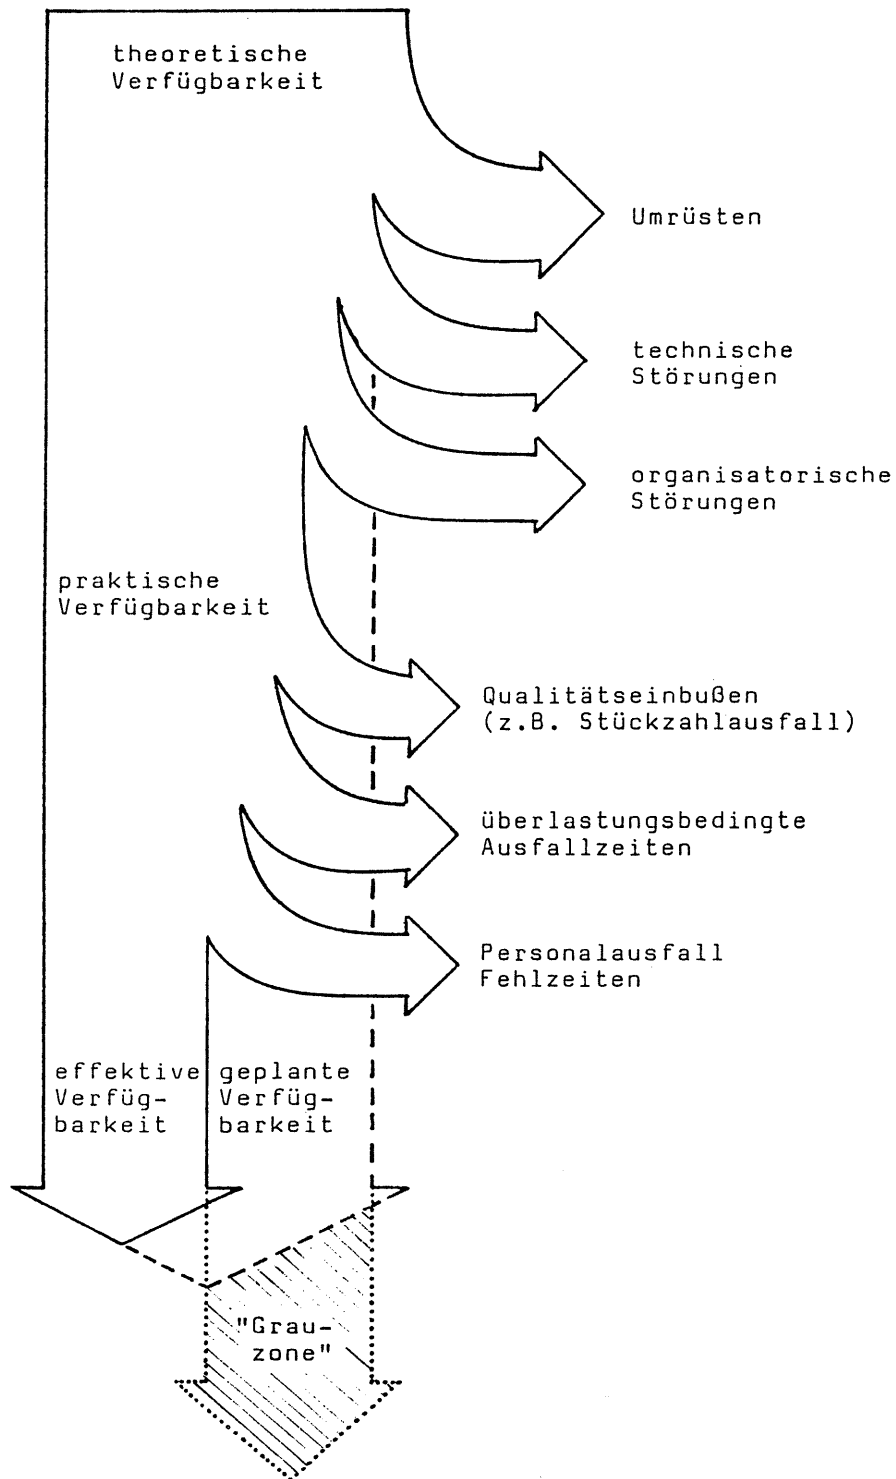 theoretische
Verfügbarkeit
Umrüsten
technische
Störungen
organisatorische
Störungen
praktische
Verfügbarkeit
Qualitätseinbußen
(z.B. Stückzahlausfall)
überlastungsbedingte
Ausfallzeiten
Personalausfall
Fehlzeiten
effektive
Verfüg-
barkeit
geplante
Verfüg-
barkeit
"Grau-
zone"